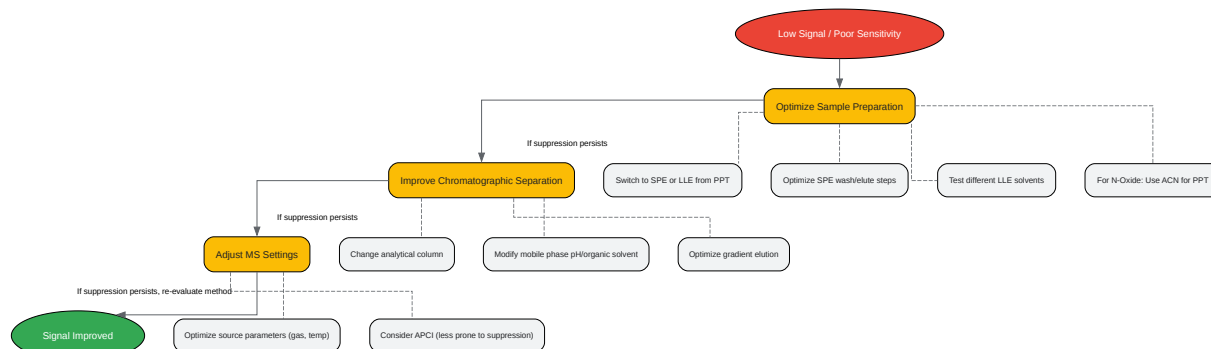 Low Signal / Poor Sensitivity
Optimize Sample Preparation
If suppression persists
Improve Chromatographic Separation
Switch to SPE or LLE from PPT
Optimize SPE wash/elute steps
Test different LLE solvents
For N-Oxide: Use ACN for PPT
If suppression persists
Adjust MS Settings
Change analytical column
Modify mobile phase pH/organic solvent
Optimize gradient elution
If suppression persists, re-evaluate method
Signal Improved
Optimize source parameters (gas, temp)
Consider APCI (less prone to suppression)